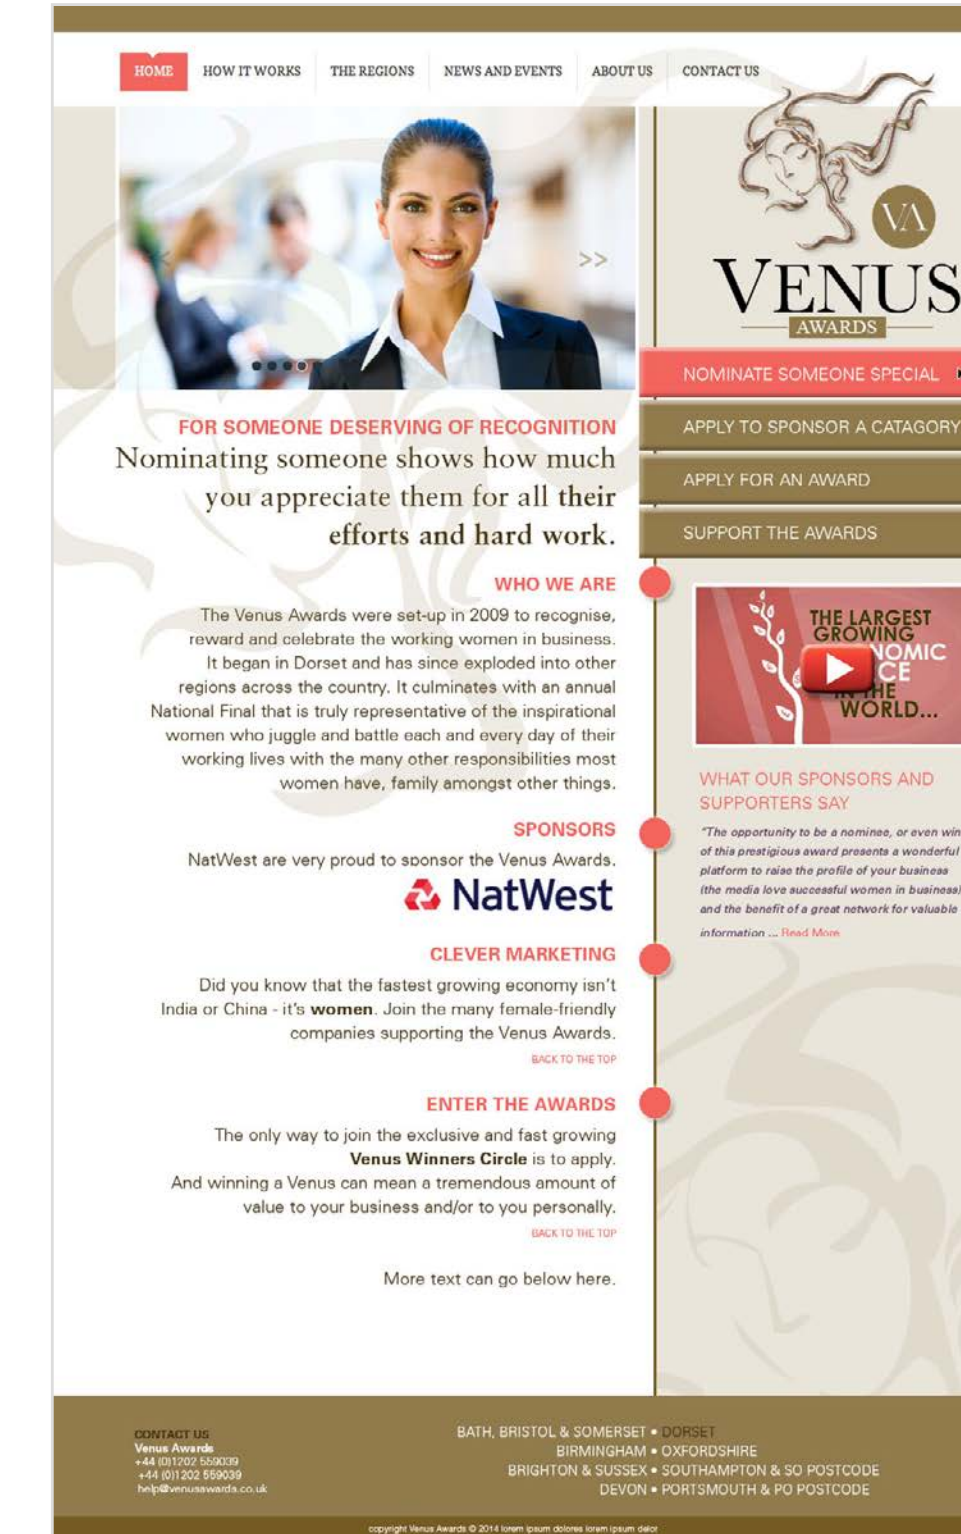 HOME HOW IT WORKS THE REGIONS NEWS AND EVENTS ABOUT US CONTACT US
VA
VENUS
AWARDS
>>
NOMINATE SOMEONE SPECIAL
APPLY TO SPONSOR A CATAGORY
APPLY FOR AN AWARD
SUPPORT THE AWARDS
FOR SOMEONE DESERVING OF RECOGNITION
Nominating someone shows how much
you appreciate them for all their
efforts and hard work.
WHO WE ARE
The Venus Awards were set-up in 2009 to recognise,
reward and celebrate the working women in business.
It began in Dorset and has since exploded into other
regions across the country. It culminates with an annual
National Final that is truly representative of the inspirational
women who juggle and battle each and every day of their
working lives with the many other responsibilities most
women have, family amongst other things.
SPONSORS
NatWest are very proud to sponsor the Venus Awards.
NatWest
CLEVER MARKETING
Did you know that the fastest growing economy isn't
India or China - it's women. Join the many female-friendly
companies supporting the Venus Awards.
BACK TO THE TOP
ENTER THE AWARDS
The only way to join the exclusive and fast growing
Venus Winners Circle is to apply.
And winning a Venus can mean a tremendous amount of
value to your business and/or to you personally.
BACK TO THE TOP
More text can go below here.
THE LARGEST
GROWING
NOMIC
CE
IN THE
WORLD...
WHAT OUR SPONSORS AND
SUPPORTERS SAY
"The opportunity to be a nominee, or even win
of this prestigious award presents a wonderful
platform to raise the profile of your business
(the media love successful women in business)
and the benefit of a great network for valuable
information ... Read More
CONTACT US
Venus Awards
+44 (0)1202 559039
+44 (0)1202 559039
help@venusawards.co.uk
BATH, BRISTOL & SOMERSET • DORSET
BIRMINGHAM • OXFORDSHIRE
BRIGHTON & SUSSEX • SOUTHAMPTON & SO POSTCODE
DEVON • PORTSMOUTH & PO POSTCODE
copyright Venus Awards © 2014 lorem ipsum dolores lorem ipsum delor